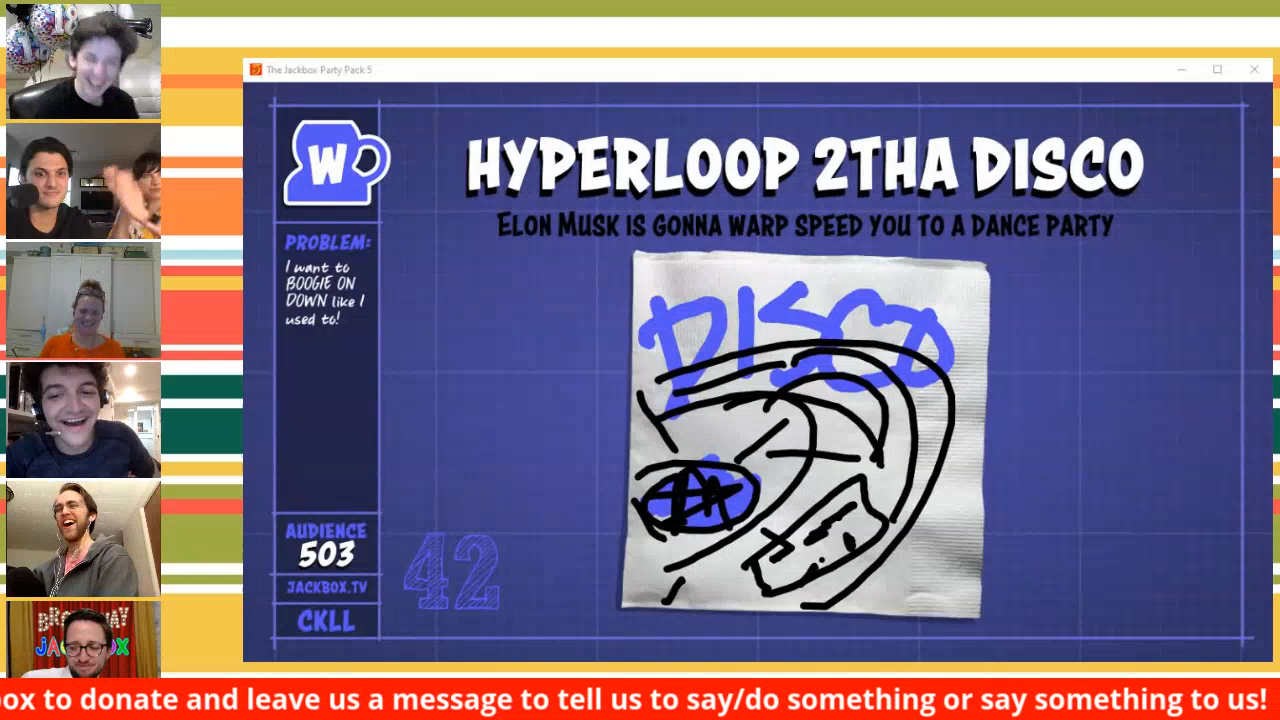 The Jackbox Party Pack 5
W
HYPERLOOP 2THA DISCO
ELON MUSK IS GONNA WARP SPEED YOU TO A DANCE PARTY
PROBLEM:
I want to
BOOGIE ON
DOWN like I
used to!
DISCO
AUDIENCE
503
JACKBOX.TV
CKLL
42
box to donate and leave us a message to tell us to say/do something or say something to us!